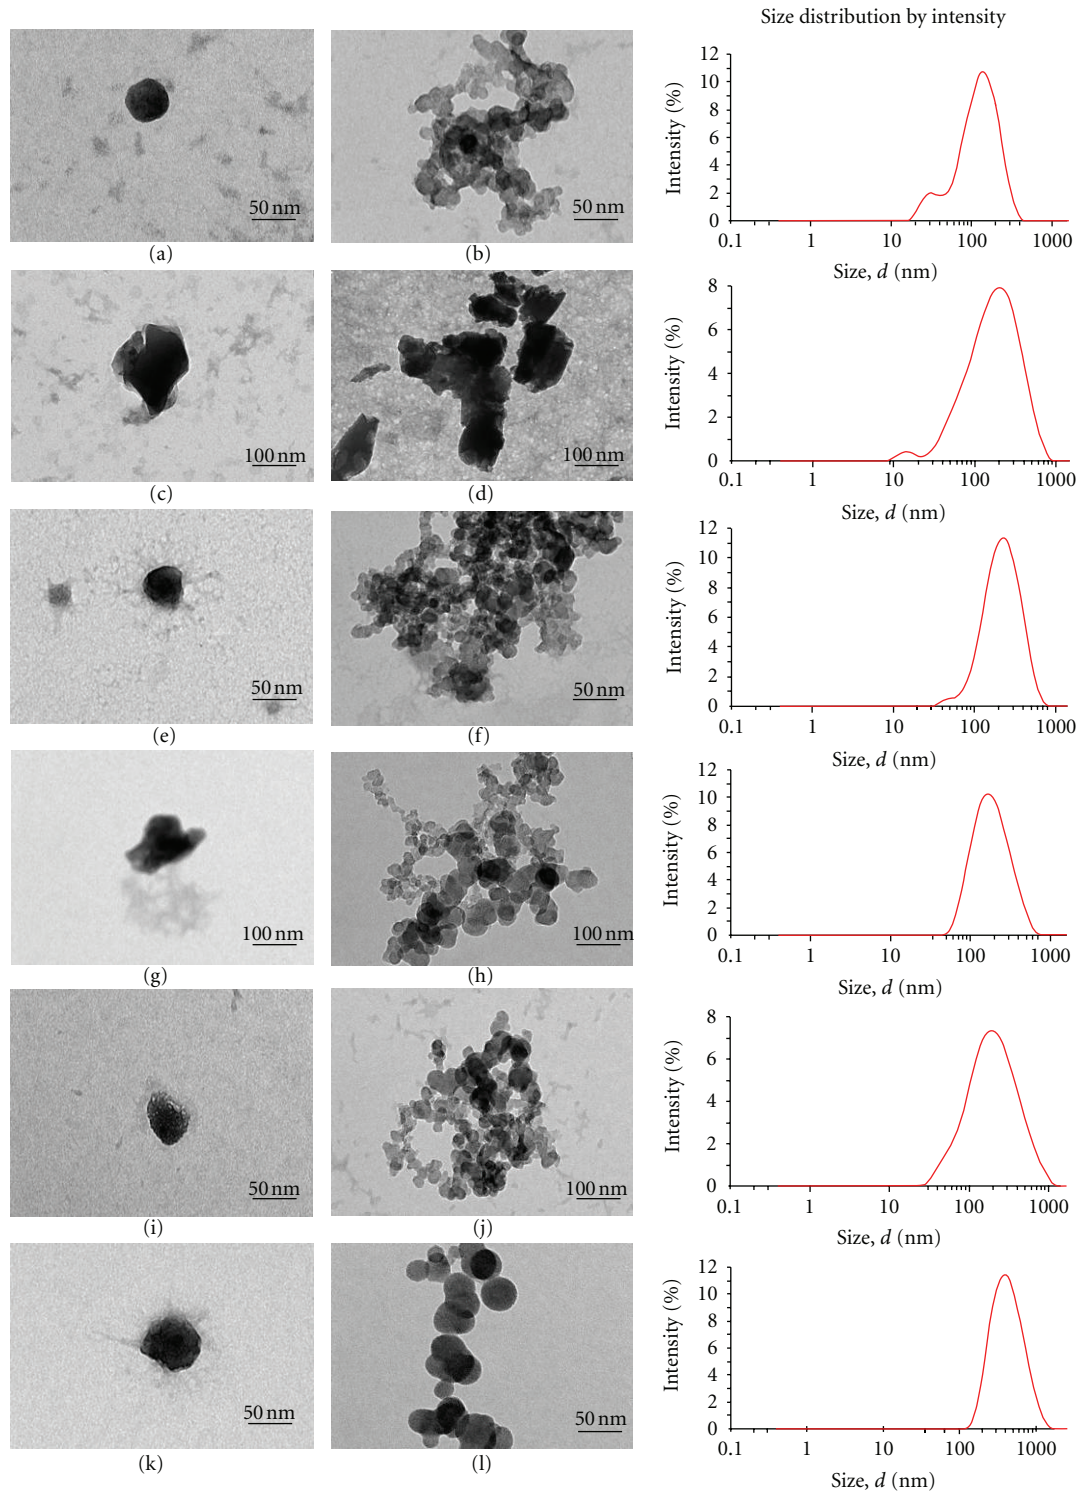 Size distribution by intensity
50 nm
(a)
50 nm
(b)
12
10
8
6
4
2
0
Intensity (%)
0.1 1 10 100 1000
Size, d (nm)
100 nm
(c)
100 nm
(d)
8
6
4
2
0
Intensity (%)
0.1 1 10 100 1000
Size, d (nm)
50 nm
(e)
50 nm
(f)
12
10
8
6
4
2
0
Intensity (%)
0.1 1 10 100 1000
Size, d (nm)
100 nm
(g)
100 nm
(h)
12
10
8
6
4
2
0
Intensity (%)
0.1 1 10 100 1000
Size, d (nm)
50 nm
(i)
100 nm
(j)
8
6
4
2
0
Intensity (%)
0.1 1 10 100 1000
Size, d (nm)
50 nm
(k)
50 nm
(l)
12
10
8
6
4
2
0
Intensity (%)
0.1 1 10 100 1000
Size, d (nm)